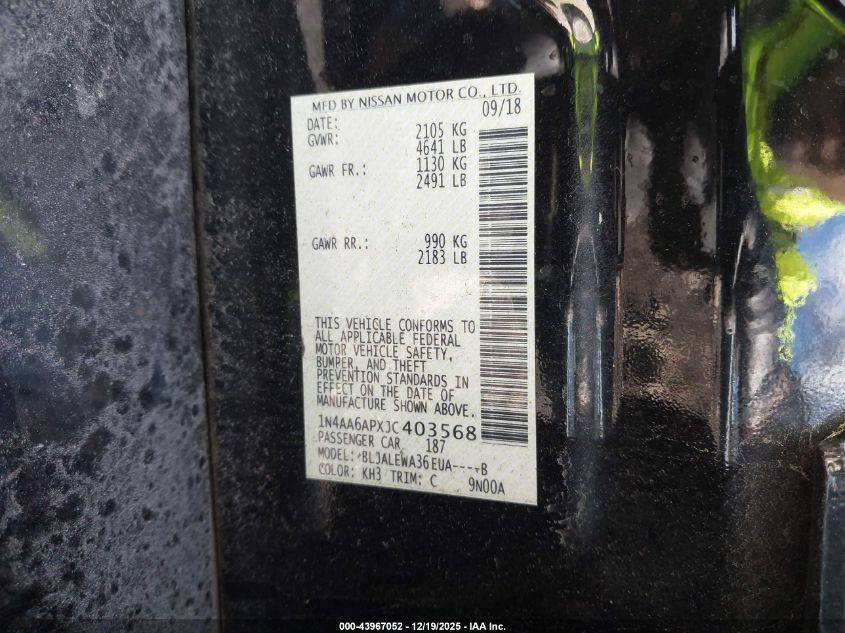 MFD BY NISSAN MOTOR CO., LTD.
DATE: 09/18
GVWR: 2105 KG
4641 LB
GAWR FR.: 1130 KG
2491 LB
GAWR RR.: 990 KG
2183 LB
THIS VEHICLE CONFORMS TO
ALL APPLICABLE FEDERAL
MOTOR VEHICLE SAFETY,
BUMPER, AND THEFT
PREVENTION STANDARDS IN
EFFECT ON THE DATE OF
MANUFACTURE SHOWN ABOVE.
1N4AA6APXJC403568
PASSENGER CAR 187
MODEL: BLJALEWA36EUA----B
COLOR: KH3 TRIM: C 9N00A
000-43967052 - 12/19/2025 - IAA Inc.